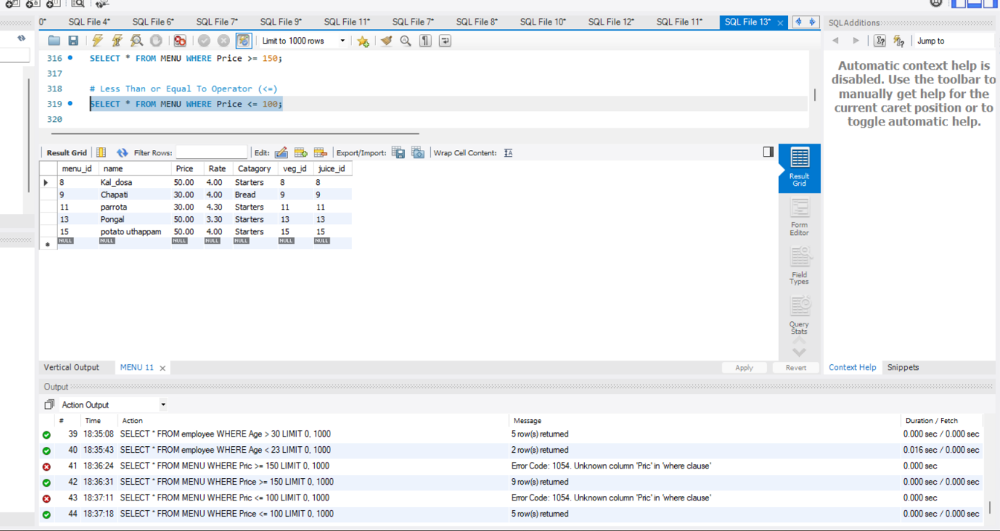 0* SQL File 4* SQL File 6* SQL File 7* SQL File 9* SQL File 11* SQL File 7* SQL File 8* SQL File 10* SQL File 12* SQL File 11* SQL File 13* SQLAdditions
Limit to 1000 rows Jump to
316 SELECT * FROM MENU WHERE Price >= 150;
317
318 # Less Than or Equal To Operator (<=)
319 SELECT * FROM MENU WHERE Price <= 100;
320
Automatic context help is
disabled. Use the toolbar to
manually get help for the
current caret position or to
toggle automatic help.
Result Grid Filter Rows: Edit: Export/Import: Wrap Cell Content:
menu_id name Price Rate Catagory veg_id juice_id
8 Kal_dosa 50.00 4.00 Starters 8 8
9 Chapati 30.00 4.00 Bread 9 9
11 parrota 30.00 4.30 Starters 11 11
13 Pongal 50.00 3.30 Starters 13 13
15 potato uthappam 50.00 4.00 Starters 15 15
NULL NULL NULL NULL NULL NULL NULL
Result
Grid
Form
Editor
Field
Types
Query
Stats
Vertical Output MENU 11 Apply Revert Context Help Snippets
Output
Action Output
# Time Action Message Duration / Fetch
39 18:35:08 SELECT * FROM employee WHERE Age > 30 LIMIT 0, 1000 5 row(s) returned 0.000 sec / 0.000 sec
40 18:35:43 SELECT * FROM employee WHERE Age < 23 LIMIT 0, 1000 2 row(s) returned 0.016 sec / 0.000 sec
41 18:36:24 SELECT * FROM MENU WHERE Pric >= 150 LIMIT 0, 1000 Error Code: 1054. Unknown column 'Pric' in 'where clause' 0.000 sec
42 18:36:31 SELECT * FROM MENU WHERE Price >= 150 LIMIT 0, 1000 9 row(s) returned 0.000 sec / 0.000 sec
43 18:37:11 SELECT * FROM MENU WHERE Pric <= 100 LIMIT 0, 1000 Error Code: 1054. Unknown column 'Pric' in 'where clause' 0.000 sec
44 18:37:18 SELECT * FROM MENU WHERE Price <= 100 LIMIT 0, 1000 5 row(s) returned 0.000 sec / 0.000 sec